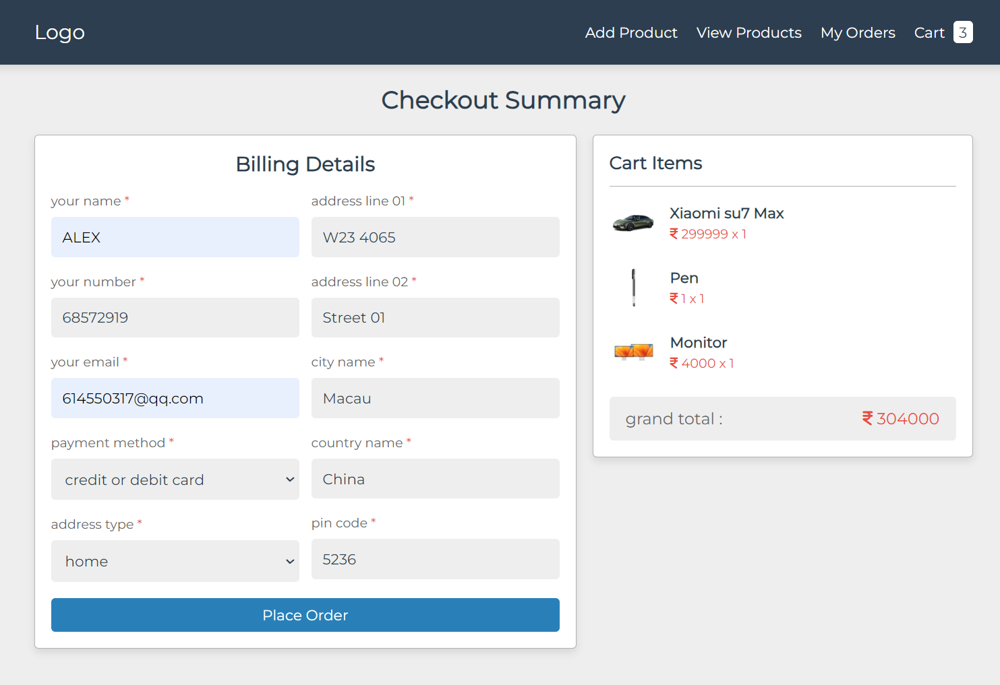 Logo
Add Product View Products My Orders Cart 3
Checkout Summary
Billing Details
your name *
ALEX
address line 01 *
W23 4065
your number *
68572919
address line 02 *
Street 01
your email *
614550317@qq.com
city name *
Macau
payment method *
credit or debit card
country name *
China
address type *
home
pin code *
5236
Place Order
Cart Items
Xiaomi su7 Max
₹ 299999 x 1
Pen
₹ 1 x 1
Monitor
₹ 4000 x 1
grand total : ₹ 304000